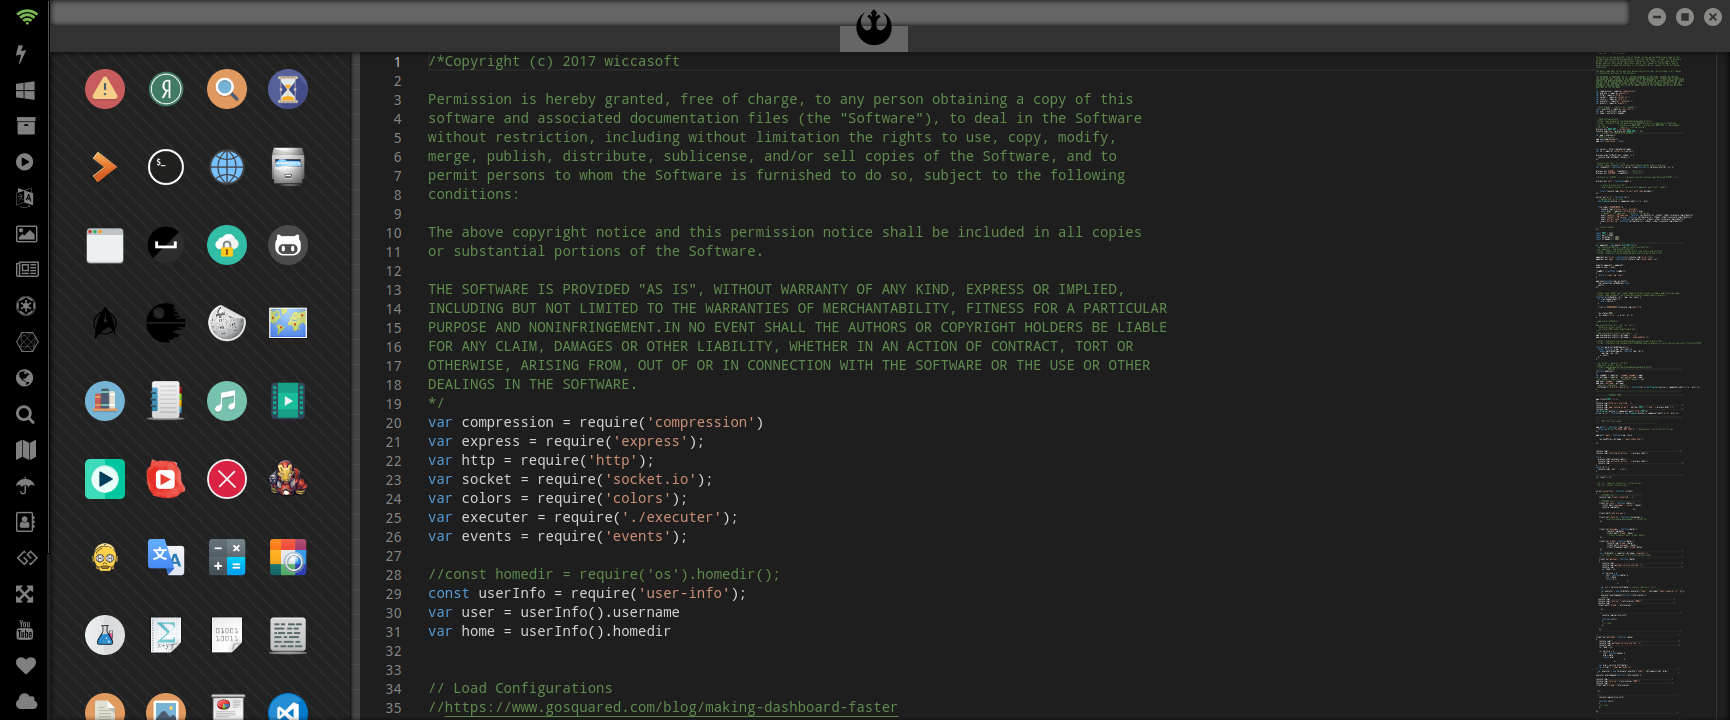 1 /*Copyright (c) 2017 wiccasoft
2
3 Permission is hereby granted, free of charge, to any person obtaining a copy of this
4 software and associated documentation files (the "Software"), to deal in the Software
5 without restriction, including without limitation the rights to use, copy, modify,
6 merge, publish, distribute, sublicense, and/or sell copies of the Software, and to
7 permit persons to whom the Software is furnished to do so, subject to the following
8 conditions:
9
10 The above copyright notice and this permission notice shall be included in all copies
11 or substantial portions of the Software.
12
13 THE SOFTWARE IS PROVIDED "AS IS", WITHOUT WARRANTY OF ANY KIND, EXPRESS OR IMPLIED,
14 INCLUDING BUT NOT LIMITED TO THE WARRANTIES OF MERCHANTABILITY, FITNESS FOR A PARTICULAR
15 PURPOSE AND NONINFRINGEMENT.IN NO EVENT SHALL THE AUTHORS OR COPYRIGHT HOLDERS BE LIABLE
16 FOR ANY CLAIM, DAMAGES OR OTHER LIABILITY, WHETHER IN AN ACTION OF CONTRACT, TORT OR
17 OTHERWISE, ARISING FROM, OUT OF OR IN CONNECTION WITH THE SOFTWARE OR THE USE OR OTHER
18 DEALINGS IN THE SOFTWARE.
19 */
20 var compression = require('compression')
21 var express = require('express');
22 var http = require('http');
23 var socket = require('socket.io');
24 var colors = require('colors');
25 var executer = require('./executer');
26 var events = require('events');
27
28 //const homedir = require('os').homedir();
29 const userInfo = require('user-info');
30 var user = userInfo().username
31 var home = userInfo().homedir
32
33
34 // Load Configurations
35 //https://www.gosquared.com/blog/making-dashboard-faster
You
Tube
Я
$_
文A
Σ
x+y
01001
10011